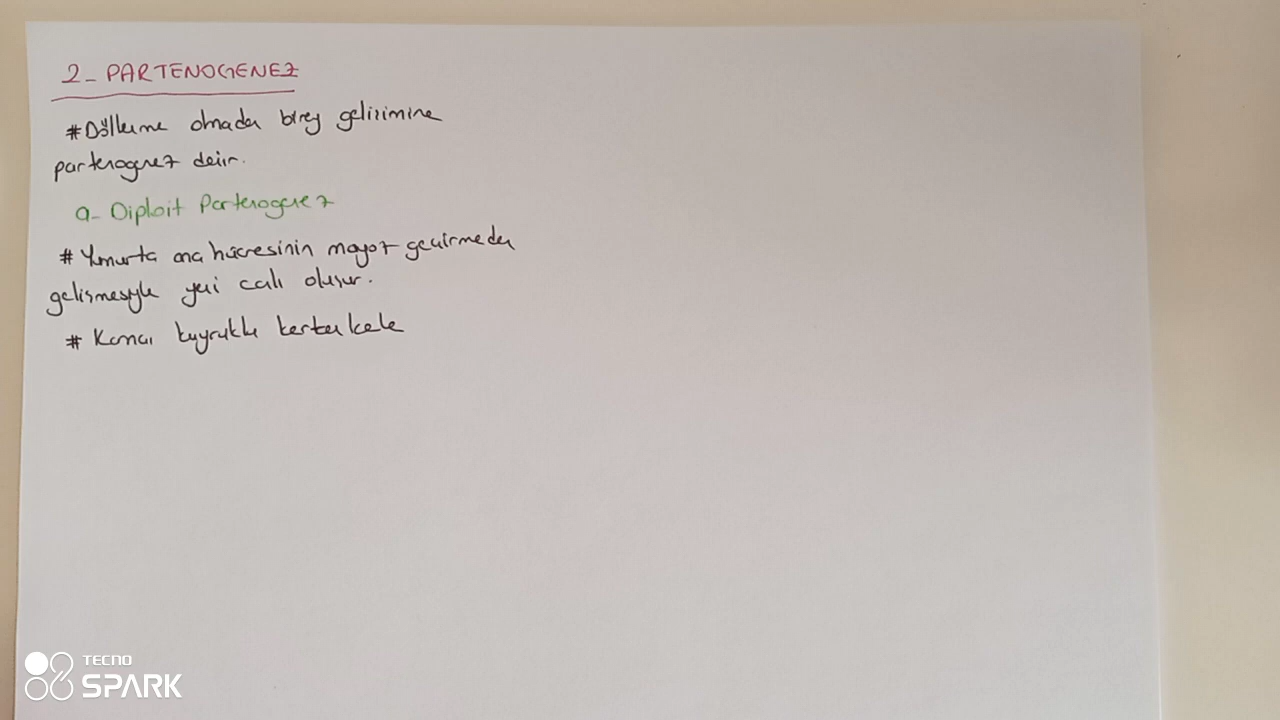 2- PARTENOGENEZ
# Dölleme olmadan birey gelişimine
partenogenez denir.
a- Diploit Partenogenez
# Yumurta ana hücresinin mayoz geçirmeden
gelişmesiyle yeni canlı oluşur.
# Kamçı kuyruklu kertenkele
TECNO
SPARK